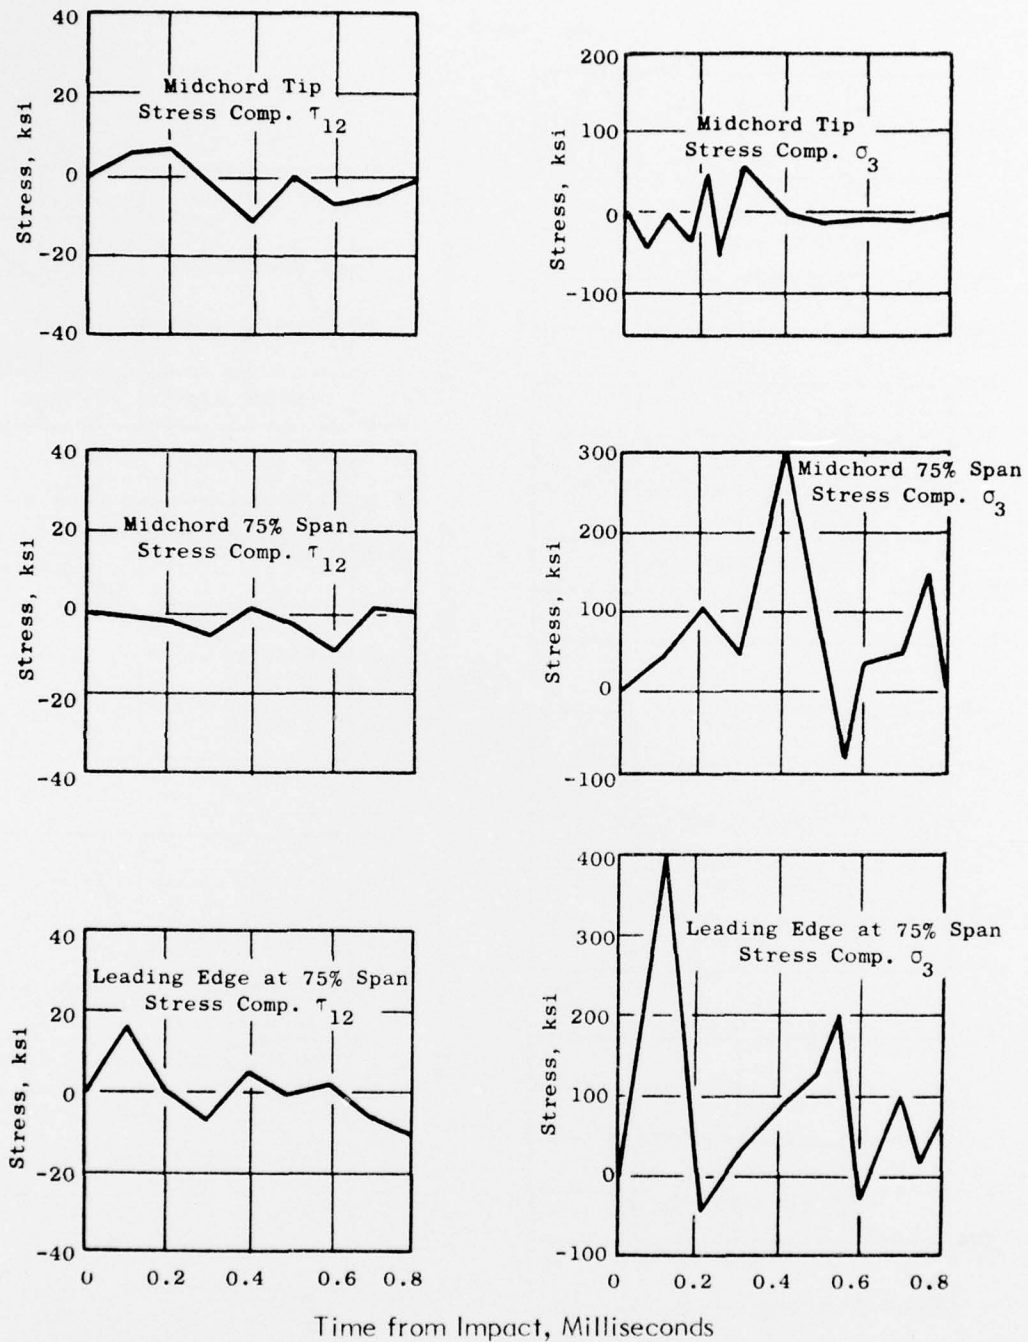 40
20
0
-20
-40
Stress, ksi
Midchord Tip
Stress Comp. τ12
200
100
0
-100
Stress, ksi
Midchord Tip
Stress Comp. σ3
40
20
0
-20
-40
Stress, ksi
Midchord 75% Span
Stress Comp. τ12
300
200
100
0
-100
Stress, ksi
Midchord 75% Span
Stress Comp. σ3
40
20
0
-20
-40
Stress, ksi
Leading Edge at 75% Span
Stress Comp. τ12
0 0.2 0.4 0.6 0.8
400
300
200
100
0
-100
Stress, ksi
Leading Edge at 75% Span
Stress Comp. σ3
0 0.2 0.4 0.6 0.8
Time from Impact, Milliseconds